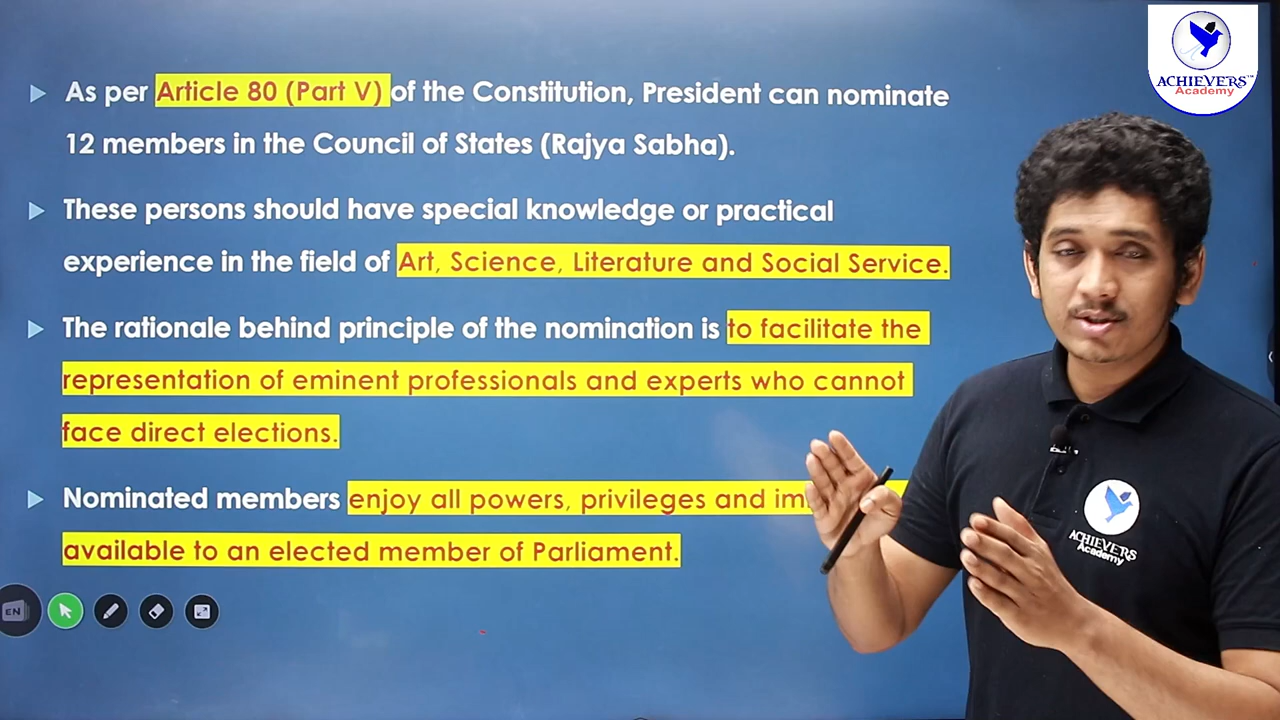 As per Article 80 (Part V) of the Constitution, President can nominate
12 members in the Council of States (Rajya Sabha).
These persons should have special knowledge or practical
experience in the field of Art, Science, Literature and Social Service.
The rationale behind principle of the nomination is to facilitate the
representation of eminent professionals and experts who cannot
face direct elections.
Nominated members enjoy all powers, privileges and
available to an elected member of Parliament.
EN
ACHIEVERS™
Academy
ACHIEVERS
Academy